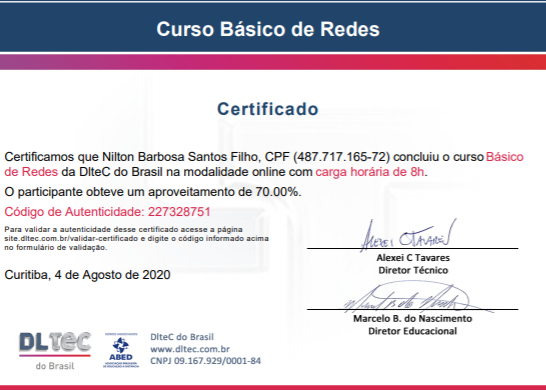 Curso Básico de Redes
Certificado
Certificamos que Nilton Barbosa Santos Filho, CPF (487.717.165-72) concluiu o curso Básico
de Redes da DlteC do Brasil na modalidade online com carga horária de 8h.
O participante obteve um aproveitamento de 70.00%.
Código de Autenticidade: 227328751
Para validar a autenticidade desse certificado acesse a página
site.dltec.com.br/validar-certificado e digite o código informado acima
no formulário de validação.
Curitiba, 4 de Agosto de 2020
Alexei C Tavares
Alexei C Tavares
Diretor Técnico
Marcelo B. do Nascimento
Diretor Educacional
DLTEC
do Brasil
ABED
DlteC do Brasil
www.dltec.com.br
CNPJ 09.167.929/0001-84